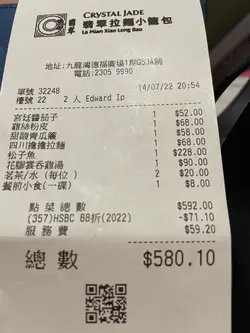 CRYSTAL JADE
翡翠拉麵小籠包
La Mian Xiao Long Bao
地址:九龍灣德福廣場1期G53A舖
電話:2305 9990
單號 32248 14/07/22 20:54
檯號 22 2 人 Edward Ip
宮廷醬茄子 1 $52.00
雞絲粉皮 1 $68.00
甜酸青瓜簽 1 $58.00
四川擔擔拉麵 1 $68.00
松子魚 1 $228.00
花膠雲吞雞湯 1 $90.00
茗茶/水 (每位 ) 2 $20.00
餐前小食(一碟) 1 $8.00
點菜總數 $592.00
(357)HSBC 88折(2022) -$71.10
服務費 $59.20
總數 $580.10